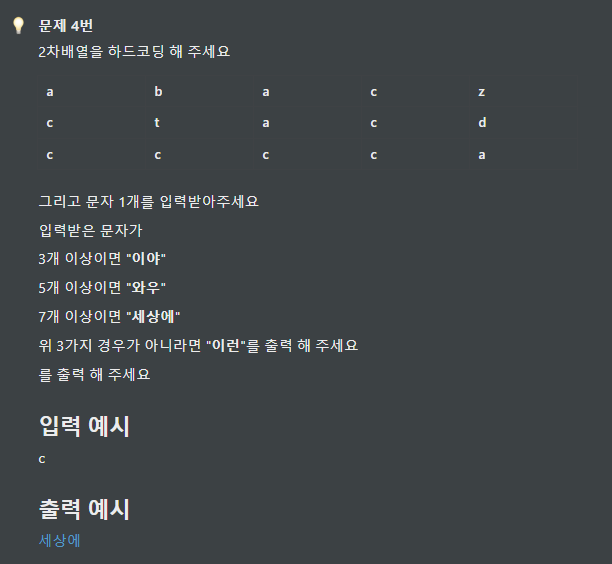 문제 4번
2차배열을 하드코딩 해 주세요
a b a c z
c t a c d
c c c c a
그리고 문자 1개를 입력받아주세요
입력받은 문자가
3개 이상이면 "이야"
5개 이상이면 "와우"
7개 이상이면 "세상에"
위 3가지 경우가 아니라면 "이런"를 출력 해 주세요
를 출력 해 주세요
입력 예시
c
출력 예시
세상에